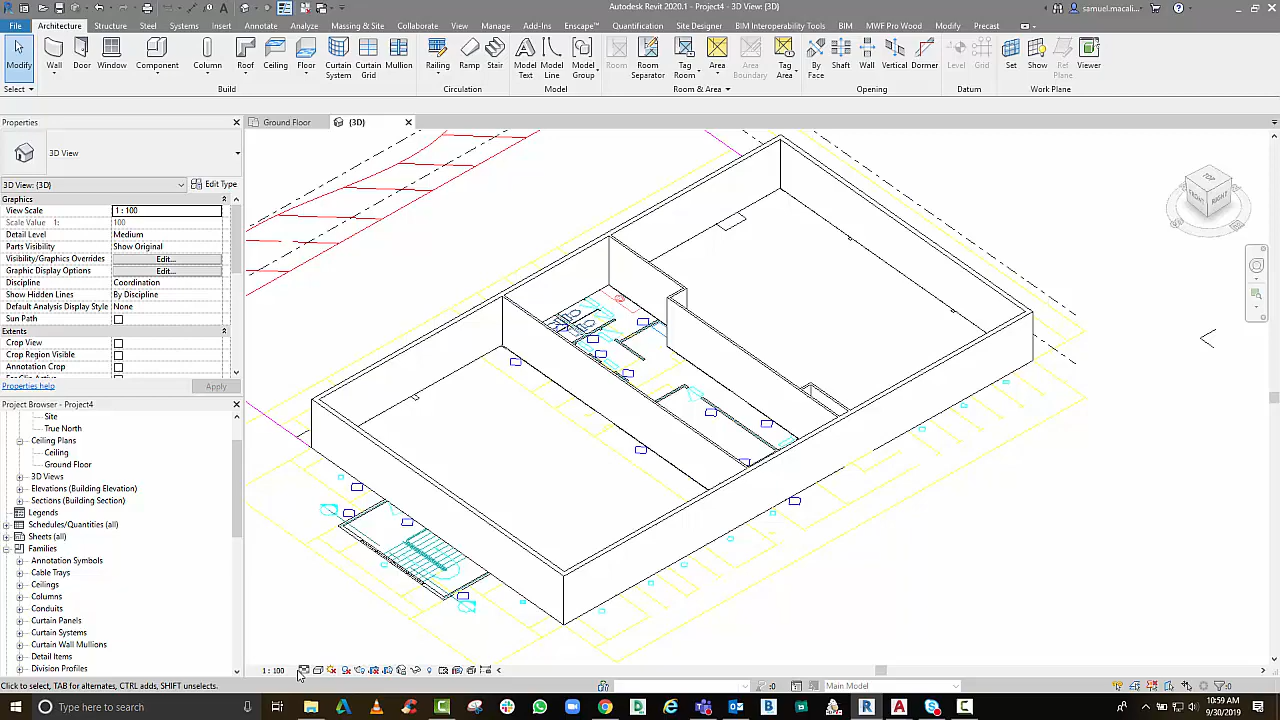 Autodesk Revit 2020.1 - Project4 - 3D View: {3D}
samuel.macali...
File Architecture Structure Steel Systems Insert Annotate Analyze Massing & Site Collaborate View Manage Add-Ins Enscape™ Quantification Site Designer BIM Interoperability Tools BIM MWF Pro Wood Modify Precast
Modify Wall Door Window Component Column Roof Ceiling Floor Curtain System Curtain Grid Mullion Railing Ramp Stair Model Text Model Line Model Group Room Room Separator Tag Room Area Area Boundary Tag Area By Face Shaft Wall Vertical Dormer Level Grid Set Show Ref Plane Viewer
Select Build Circulation Model Room & Area Opening Datum Work Plane
Properties
Ground Floor
{3D}
3D View
3D View: {3D}
Edit Type
Graphics
View Scale 1 : 100
Scale Value 1: 100
Detail Level Medium
Parts Visibility Show Original
Visibility/Graphics Overrides Edit...
Graphic Display Options Edit...
Discipline Coordination
Show Hidden Lines By Discipline
Default Analysis Display Style None
Sun Path
Extents
Crop View
Crop Region Visible
Annotation Crop
Properties help
Apply
Project Browser - Project4
Site
True North
Ceiling Plans
Ceiling
Ground Floor
3D Views
Elevations (Building Elevation)
Sections (Building Section)
Legends
Schedules/Quantities (all)
Sheets (all)
Families
Annotation Symbols
Cable Trays
Ceilings
Columns
Conduits
Curtain Panels
Curtain Systems
Curtain Wall Mullions
Detail Items
Division Profiles
TOP
FRONT
RIGHT
1 : 100
Click to select, TAB for alternates, CTRL adds, SHIFT unselects.
:0
Main Model
:0
Type here to search
10:59 AM
9/30/2019